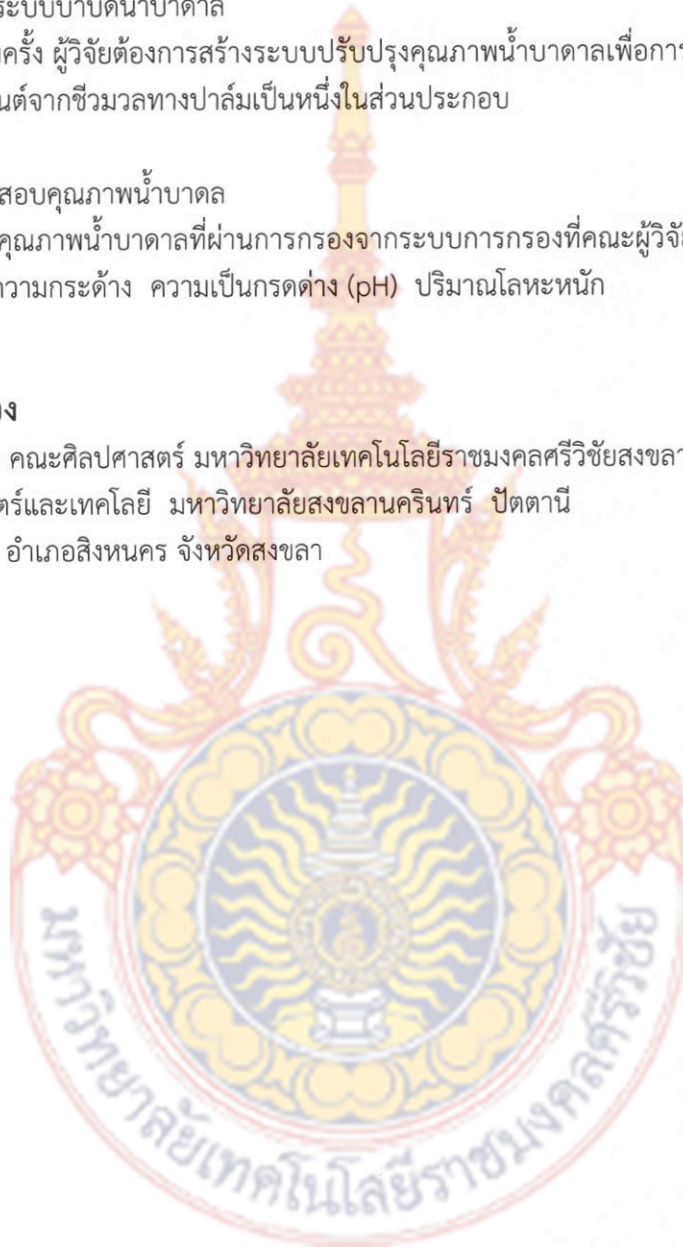 ระบบบำบัดน้ำบาดาล
ครั้ง ผู้วิจัยต้องการสร้างระบบปรับปรุงคุณภาพน้ำบาดาลเพื่อการ
นต์จากชีวมวลทางปาล์มเป็นหนึ่งในส่วนประกอบ
สอบคุณภาพน้ำบาดล
คุณภาพน้ำบาดาลที่ผ่านการกรองจากระบบการกรองที่คณะผู้วิจัย
ความกระด้าง ความเป็นกรดด่าง (pH) ปริมาณโลหะหนัก
อง
คณะศิลปศาสตร์ มหาวิทยาลัยเทคโนโลยีราชมงคลศรีวิชัยสงขลา
ตร์และเทคโลยี มหาวิทยาลัยสงขลานครินทร์ ปัตตานี
อำเภอสิงหนคร จังหวัดสงขลา
มหาวิทยาลัยเทคโนโลยีราชมงคลศรีวิชัย